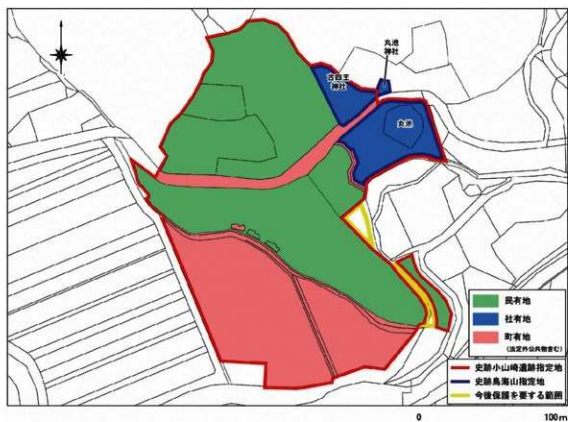 丸池
神社
古四王
神社
丸池
民有地
社有地
町有地
(法定外公共物含む)
史跡小山崎遺跡指定地
史跡鳥海山指定地
今後保護を要する範囲
0 100m